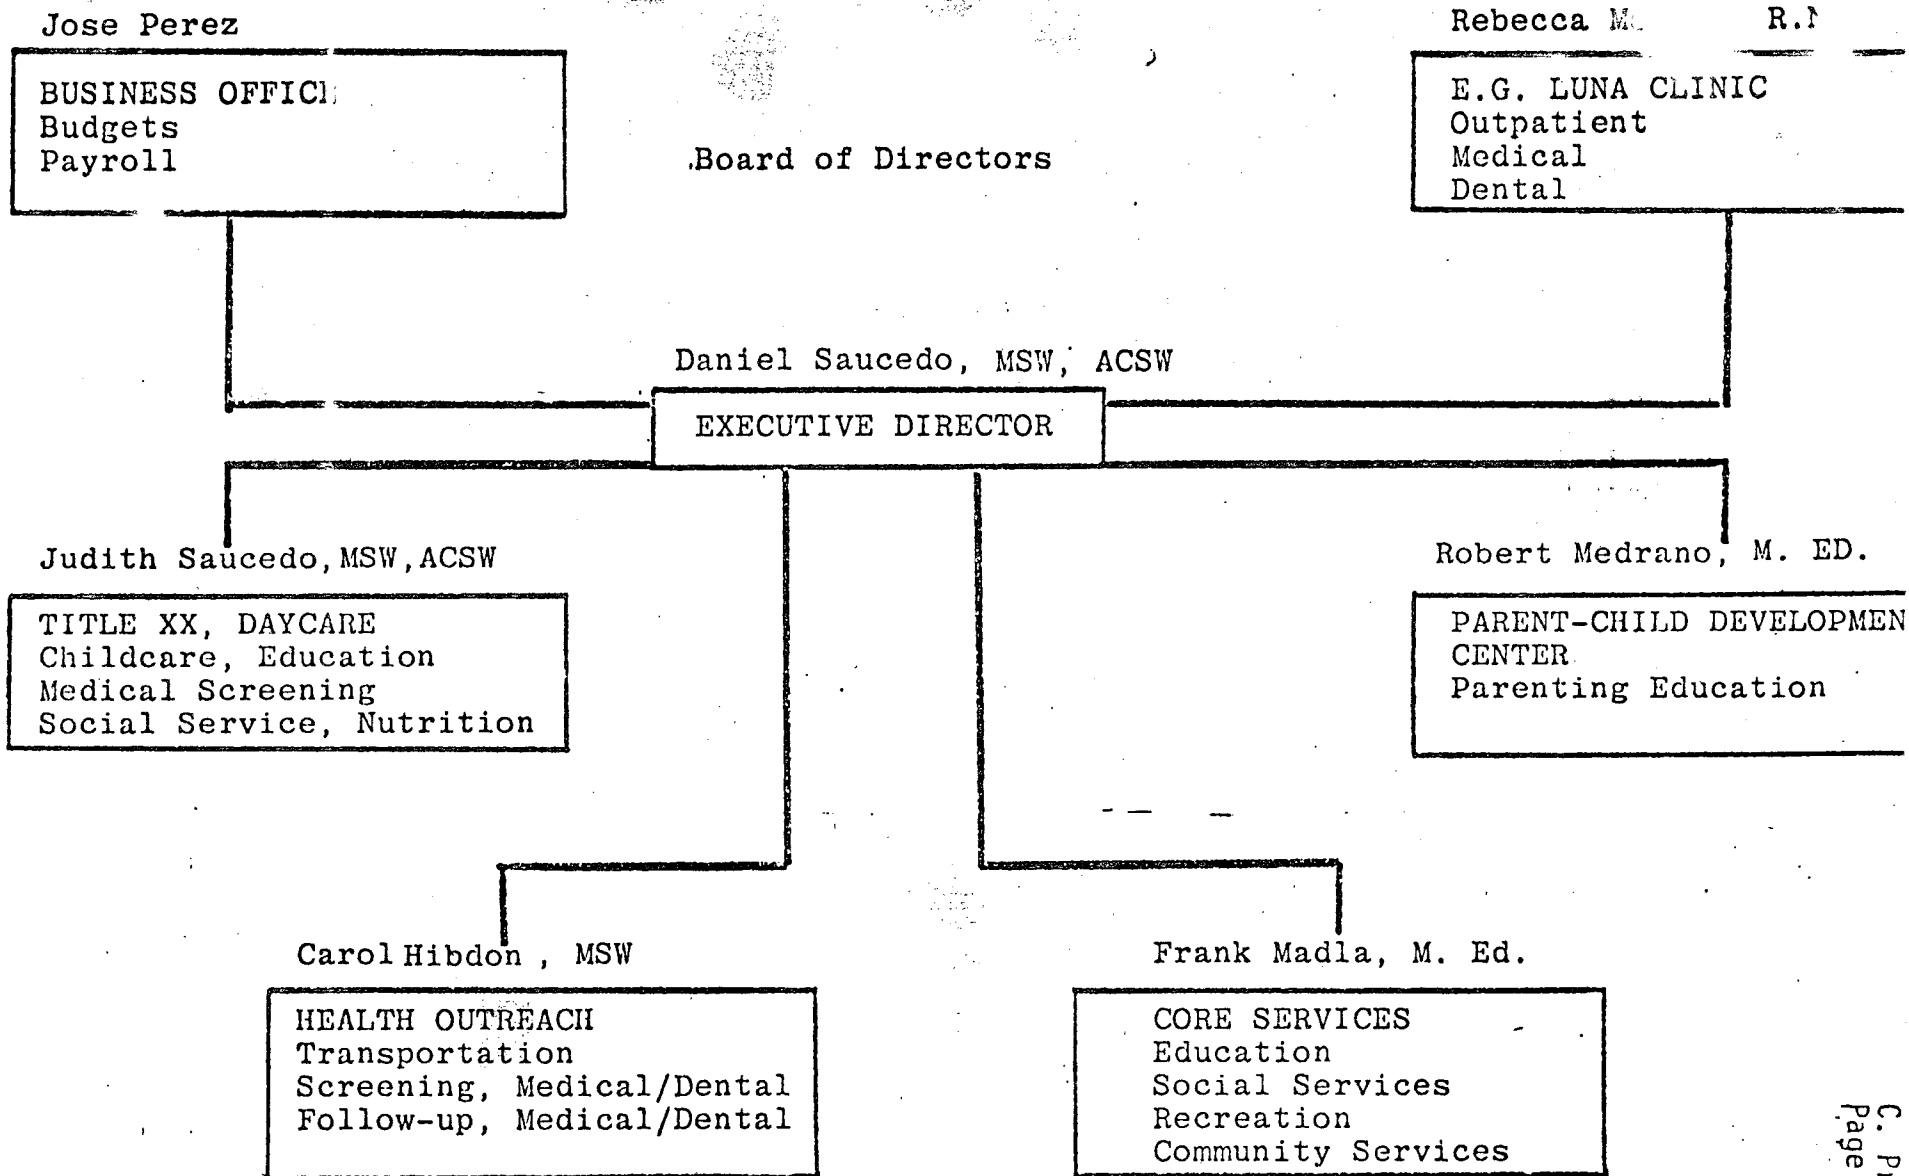 Jose Perez
BUSINESS
Budgets
Payroll
Board of Directors
Rebecca
E.G. LUNA CLINIC
Outpatient
Medical
Dental
Daniel Saucedo, MSW, ACSW
EXECUTIVE DIRECTOR
Judith Saucedo, MSW, ACSW
TITLE XX, DAYCARE
Childcare, Education
Medical Screening
Social Service, Nutrition
Robert Medrano, M. ED.
PARENT-CHILD DEVELOPMEN
CENTER
Parenting Education
Carol Hibdon, MSW
HEALTH OUTREACH
Transportation
Screening, Medical/Dental
Follow-up, Medical/Dental
Frank Madla, M. Ed.
CORE SERVICES
Education
Social Services
Recreation
Community Services
C.
Page